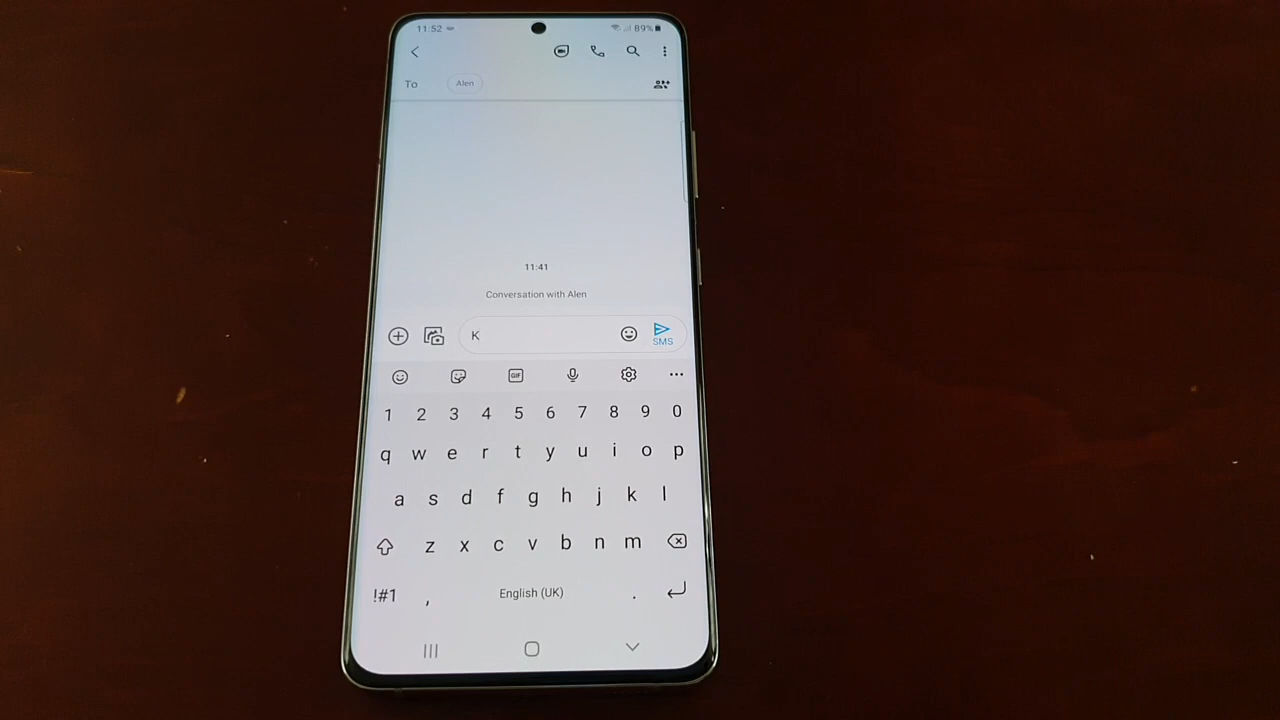 11:52 89%
To Alen
11:41
Conversation with Alen
K
SMS
GIF
1 2 3 4 5 6 7 8 9 0
q w e r t y u i o p
a s d f g h j k l
z x c v b n m
!#1 , English (UK) .